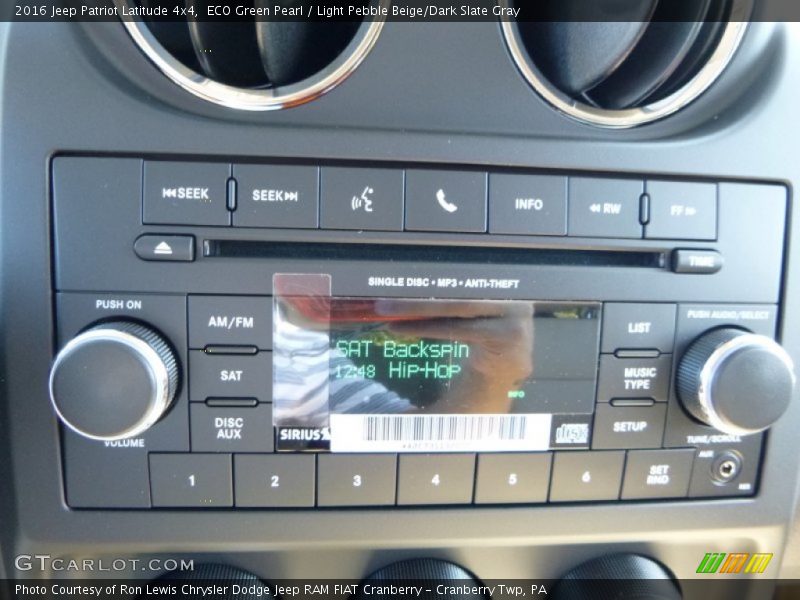 2016 Jeep Patriot Latitude 4x4,  ECO Green Pearl / Light Pebble Beige/Dark Slate Gray
SEEK
SEEK
INFO
RW
FF
TIME
SINGLE DISC • MP3 • ANTI-THEFT
PUSH ON
VOLUME
AM/FM
SAT
DISC
AUX
SAT Backspin
12:48 Hip-Hop
SIRIUS
disc
LIST
MUSIC
TYPE
SETUP
PUSH AUDIO/SELECT
TUNE/SCROLL
AUX
1
2
3
4
5
6
SET
RND
GTCARLOT.COM
Photo Courtesy of Ron Lewis Chrysler Dodge Jeep RAM FIAT Cranberry - Cranberry Twp, PA